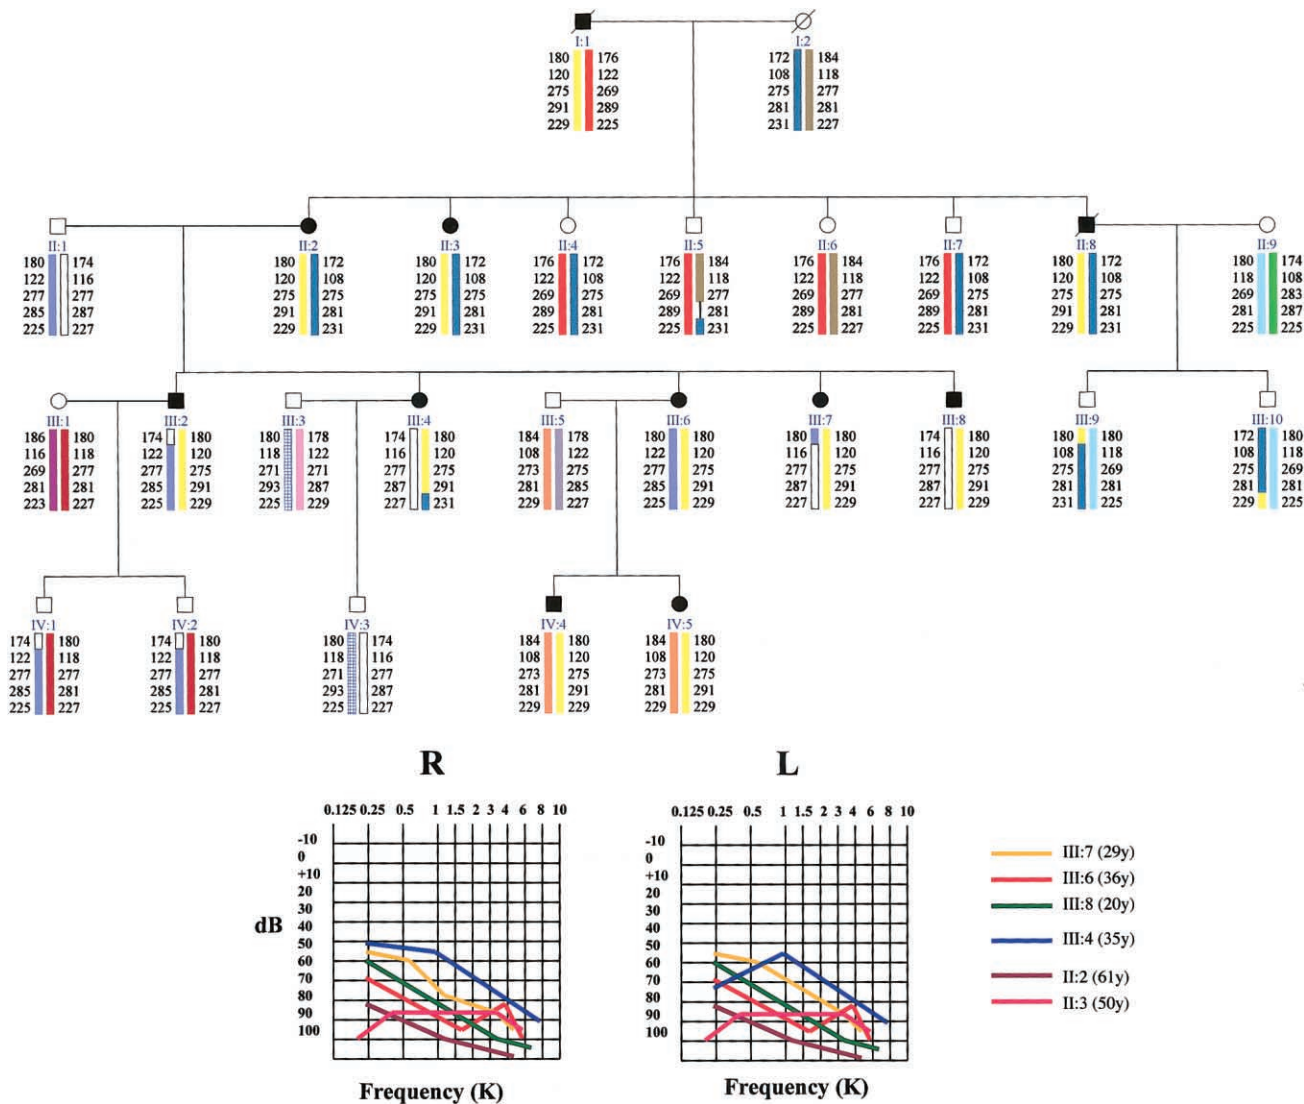 I:1 I:2
180 176 172 184
120 122 108 118
275 269 275 277
291 289 281 281
229 225 231 227
II:1 II:2 II:3 II:4 II:5 II:6 II:7 II:8 II:9
180 174 180 172 180 172 176 172 176 184 176 184 176 172 180 172 180 174
122 116 120 108 120 108 122 108 122 118 122 118 122 108 120 108 118 108
277 277 275 275 275 275 269 275 269 277 269 277 269 275 275 275 269 283
285 287 291 281 291 281 289 281 289 281 289 281 289 281 291 281 281 287
225 227 229 231 229 231 225 231 225 231 225 227 225 231 229 231 225 225
III:1 III:2 III:3 III:4 III:5 III:6 III:7 III:8 III:9 III:10
186 180 174 180 180 178 174 180 184 178 180 180 180 180 174 180 180 180 172 180
116 118 122 120 118 122 116 120 108 122 122 120 116 120 116 120 108 118 108 118
269 277 277 275 271 271 277 275 273 275 277 275 277 275 277 275 275 269 275 269
281 281 285 291 293 287 287 291 281 285 285 291 287 291 287 291 281 281 281 281
223 227 225 229 225 229 227 231 229 227 225 229 227 229 227 229 231 225 229 225
IV:1 IV:2 IV:3 IV:4 IV:5
174 180 174 180 180 174 184 180 184 180
122 118 122 118 118 116 108 120 108 120
277 277 277 277 271 277 273 275 273 275
285 281 285 281 293 287 281 291 281 291
225 227 225 227 225 227 229 229 229 229
R
0.125 0.25 0.5 1 1.5 2 3 4 6 8 10
-10
0
+10
20
30
40
50
60
70
80
90
100
dB
Frequency (K)
L
0.125 0.25 0.5 1 1.5 2 3 4 6 8 10
-10
0
+10
20
30
40
50
60
70
80
90
100
Frequency (K)
III:7 (29y)
III:6 (36y)
III:8 (20y)
III:4 (35y)
II:2 (61y)
II:3 (50y)